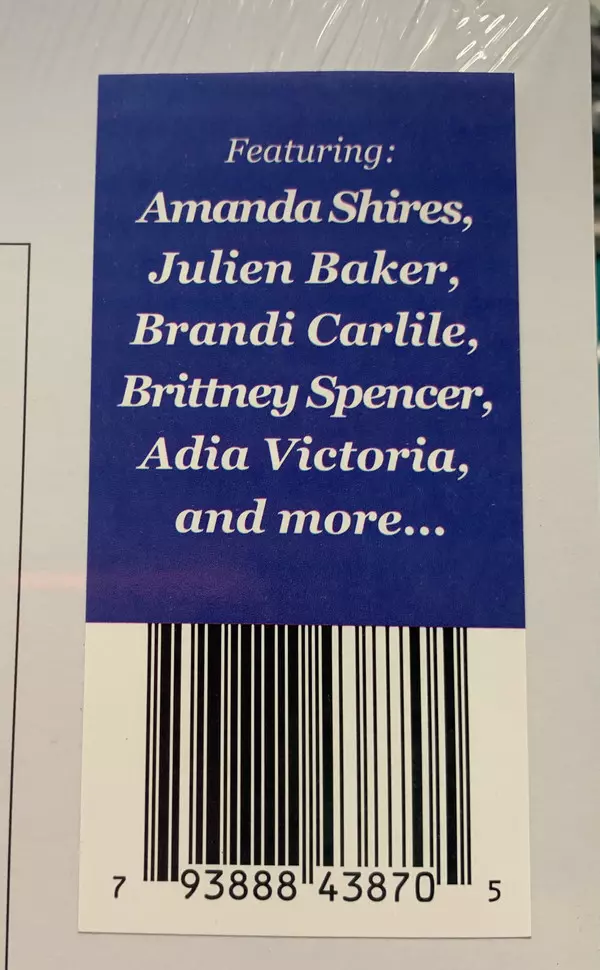 Featuring:
Amanda Shires,
Julien Baker,
Brandi Carlile,
Brittney Spencer,
Adia Victoria,
and more...
7 93888 43870 5